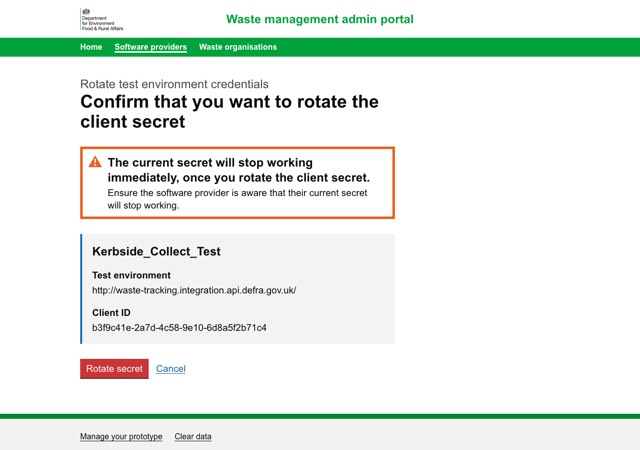 Department
for Environment
Food & Rural Affairs
Waste management admin portal
Home Software providers Waste organisations
Rotate test environment credentials
Confirm that you want to rotate the
client secret
The current secret will stop working
immediately, once you rotate the client secret.
Ensure the software provider is aware that their current secret
will stop working.
Kerbside_Collect_Test
Test environment
http://waste-tracking.integration.api.defra.gov.uk/
Client ID
b3f9c41e-2a7d-4c58-9e10-6d8a5f2b71c4
Rotate secret Cancel
Manage your prototype Clear data